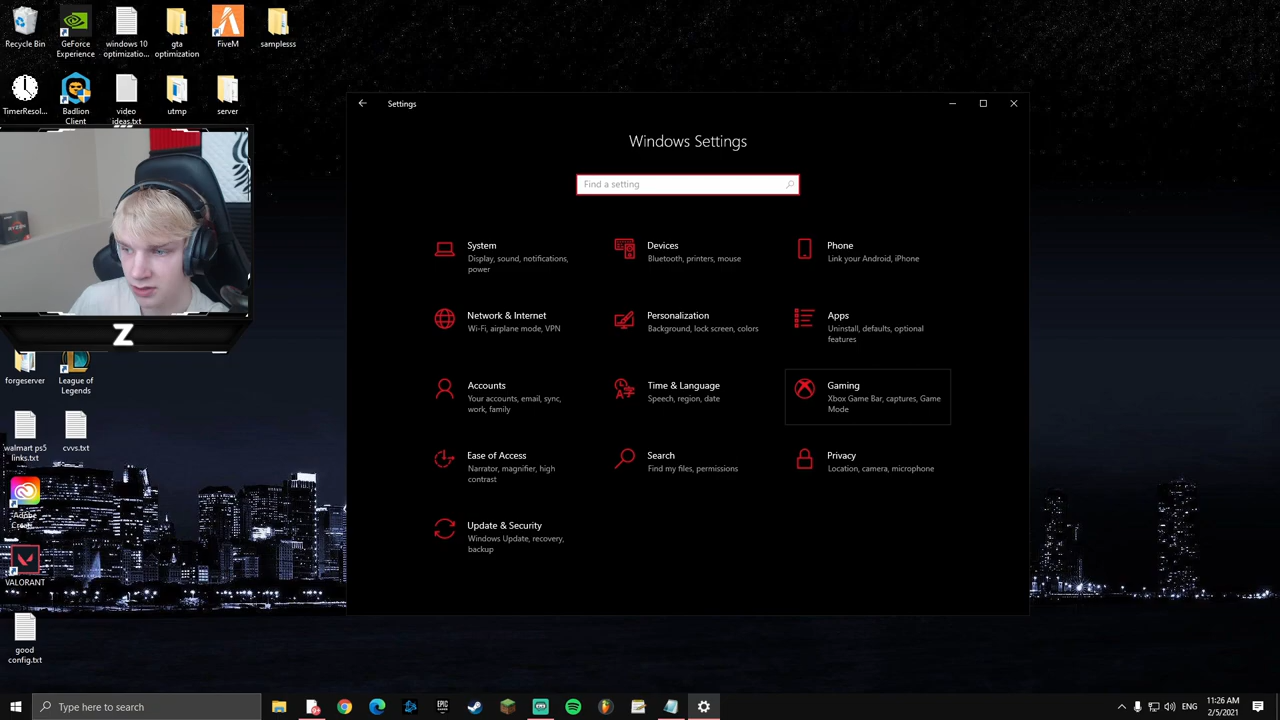 Recycle Bin
GeForce
Experience
windows 10
optimizatio...
gta
optimization
FiveM
samplesss
TimerResol...
Badlion
Client
video
ideas.txt
utmp
server
Z
forgeserver
League of
Legends
walmart ps5
links.txt
cvvs.txt
VALORANT
good
config.txt
Settings
Windows Settings
Find a setting
System
Display, sound, notifications,
power
Devices
Bluetooth, printers, mouse
Phone
Link your Android, iPhone
Network & Internet
Wi-Fi, airplane mode, VPN
Personalization
Background, lock screen, colors
Apps
Uninstall, defaults, optional
features
Accounts
Your accounts, email, sync,
work, family
Time & Language
Speech, region, date
Gaming
Xbox Game Bar, captures, Game
Mode
Ease of Access
Narrator, magnifier, high
contrast
Search
Find my files, permissions
Privacy
Location, camera, microphone
Update & Security
Windows Update, recovery,
backup
Type here to search
EPIC
GAMES
ENG
11:26 AM
2/5/2021